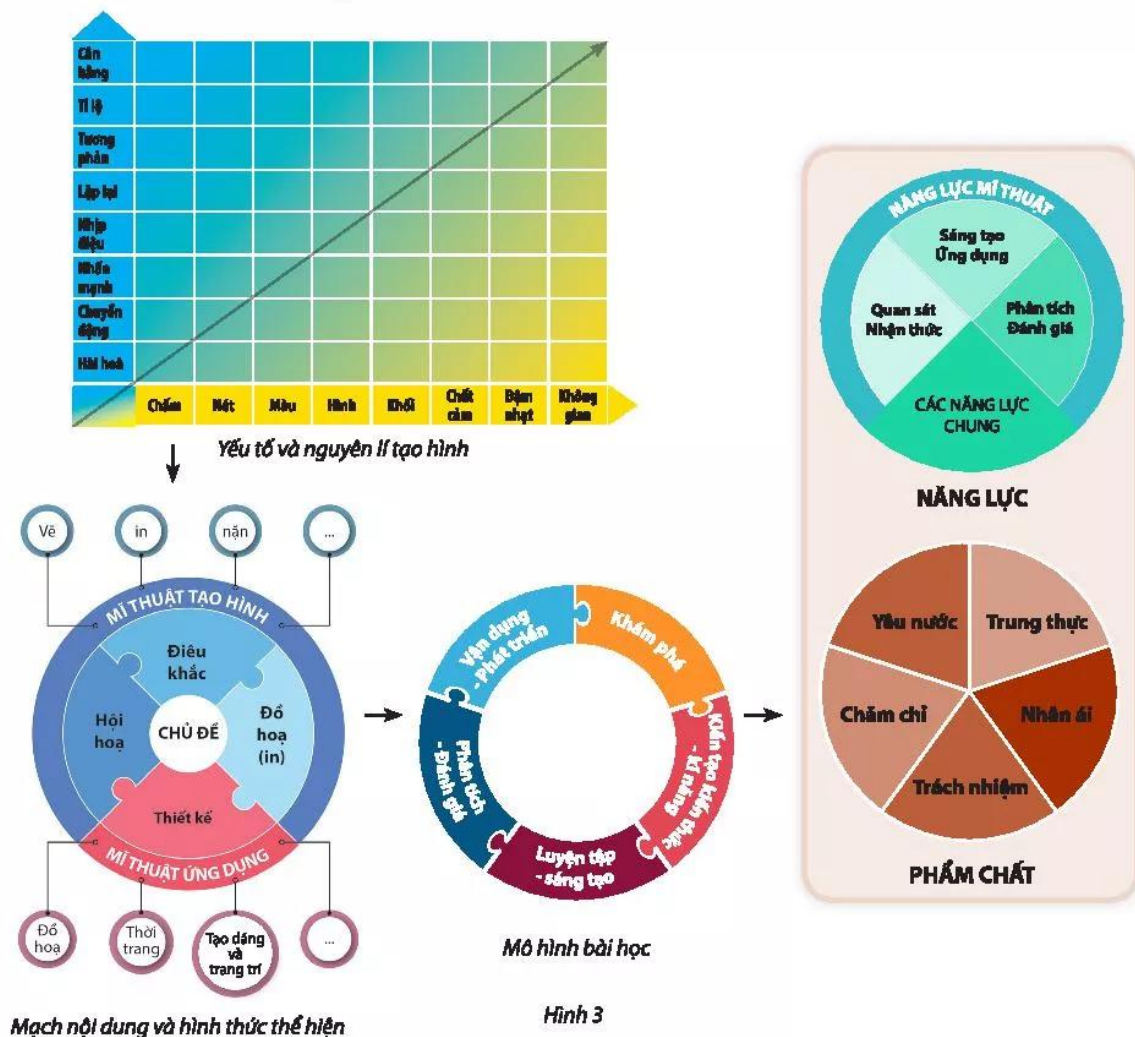 Cân
bằng
Tỉ lệ
Tương
phản
Lặp lại
Nhịp
điệu
Nhấn
mạnh
Chuyển
động
Hài hoà
Chấm
Nét
Màu
Hình
Khối
Chất
cảm
Đậm
nhạt
Không
gian
Yếu tố và nguyên lí tạo hình
Vẽ
in
nặn
...
MĨ THUẬT TẠO HÌNH
Điêu
khắc
Hội
hoạ
CHỦ ĐỀ
Đồ
hoạ
(in)
Thiết kế
MĨ THUẬT ỨNG DỤNG
Đồ
hoạ
Thời
trang
Tạo dáng
và
trang trí
...
Mạch nội dung và hình thức thể hiện
Vận dụng
- Phát triển
Khám phá
Kiến tạo kiến thức
- kĩ năng
Luyện tập
- sáng tạo
Phân tích
- Đánh giá
Mô hình bài học
Hình 3
NĂNG LỰC MĨ THUẬT
Sáng tạo
Ứng dụng
Quan sát
Nhận thức
Phân tích
Đánh giá
CÁC NĂNG LỰC
CHUNG
NĂNG LỰC
Yêu nước
Trung thực
Chăm chỉ
Nhân ái
Trách nhiệm
PHẨM CHẤT